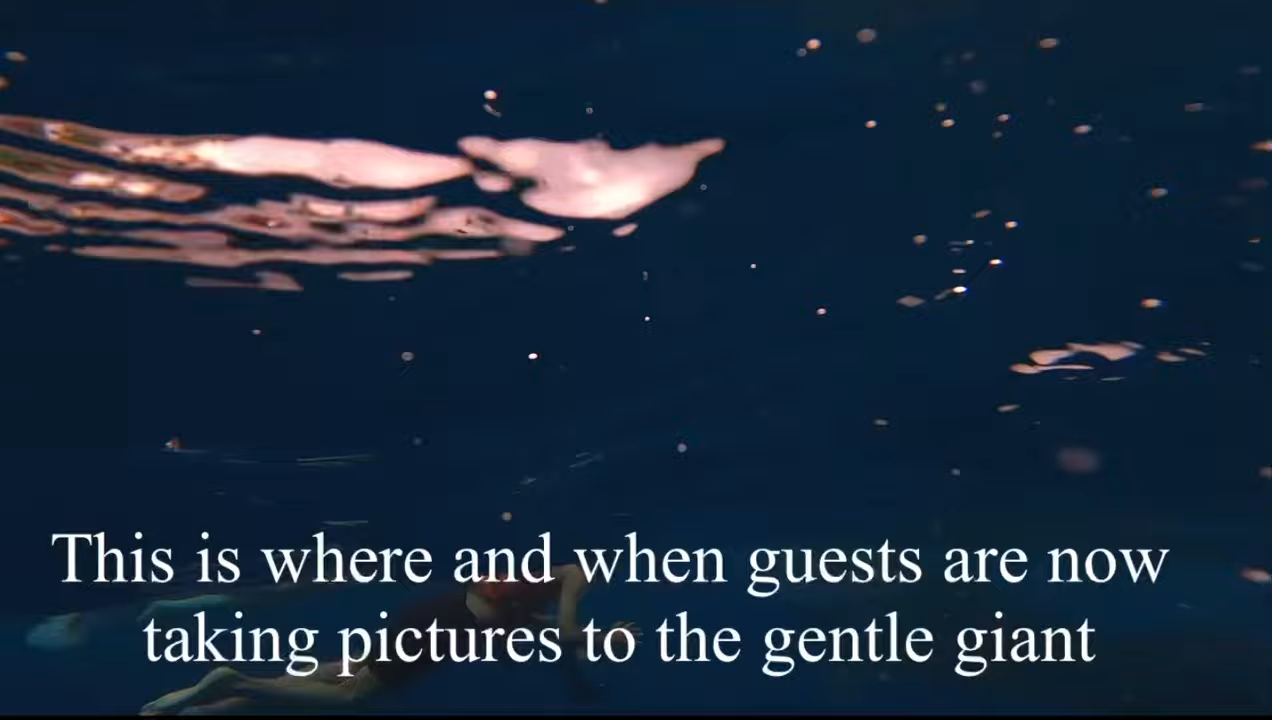 This is where and when guests are now
taking pictures to the gentle giant